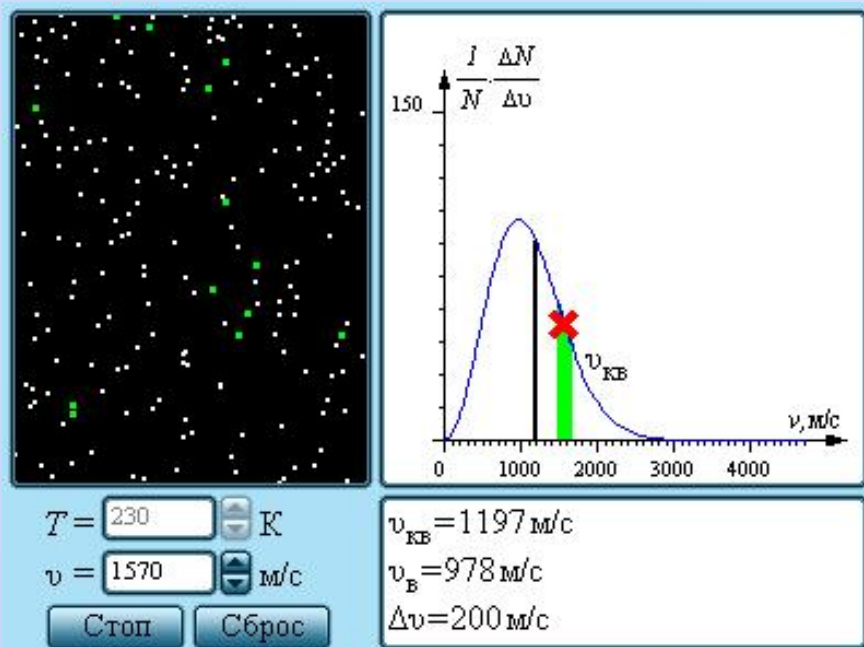 1/N · ΔN/Δυ
150
υкв
ν, м/с
0 1000 2000 3000 4000
T = 230 К
υ = 1570 м/с
Стоп Сброс
υкв=1197 м/с
υв=978 м/с
Δυ=200 м/с